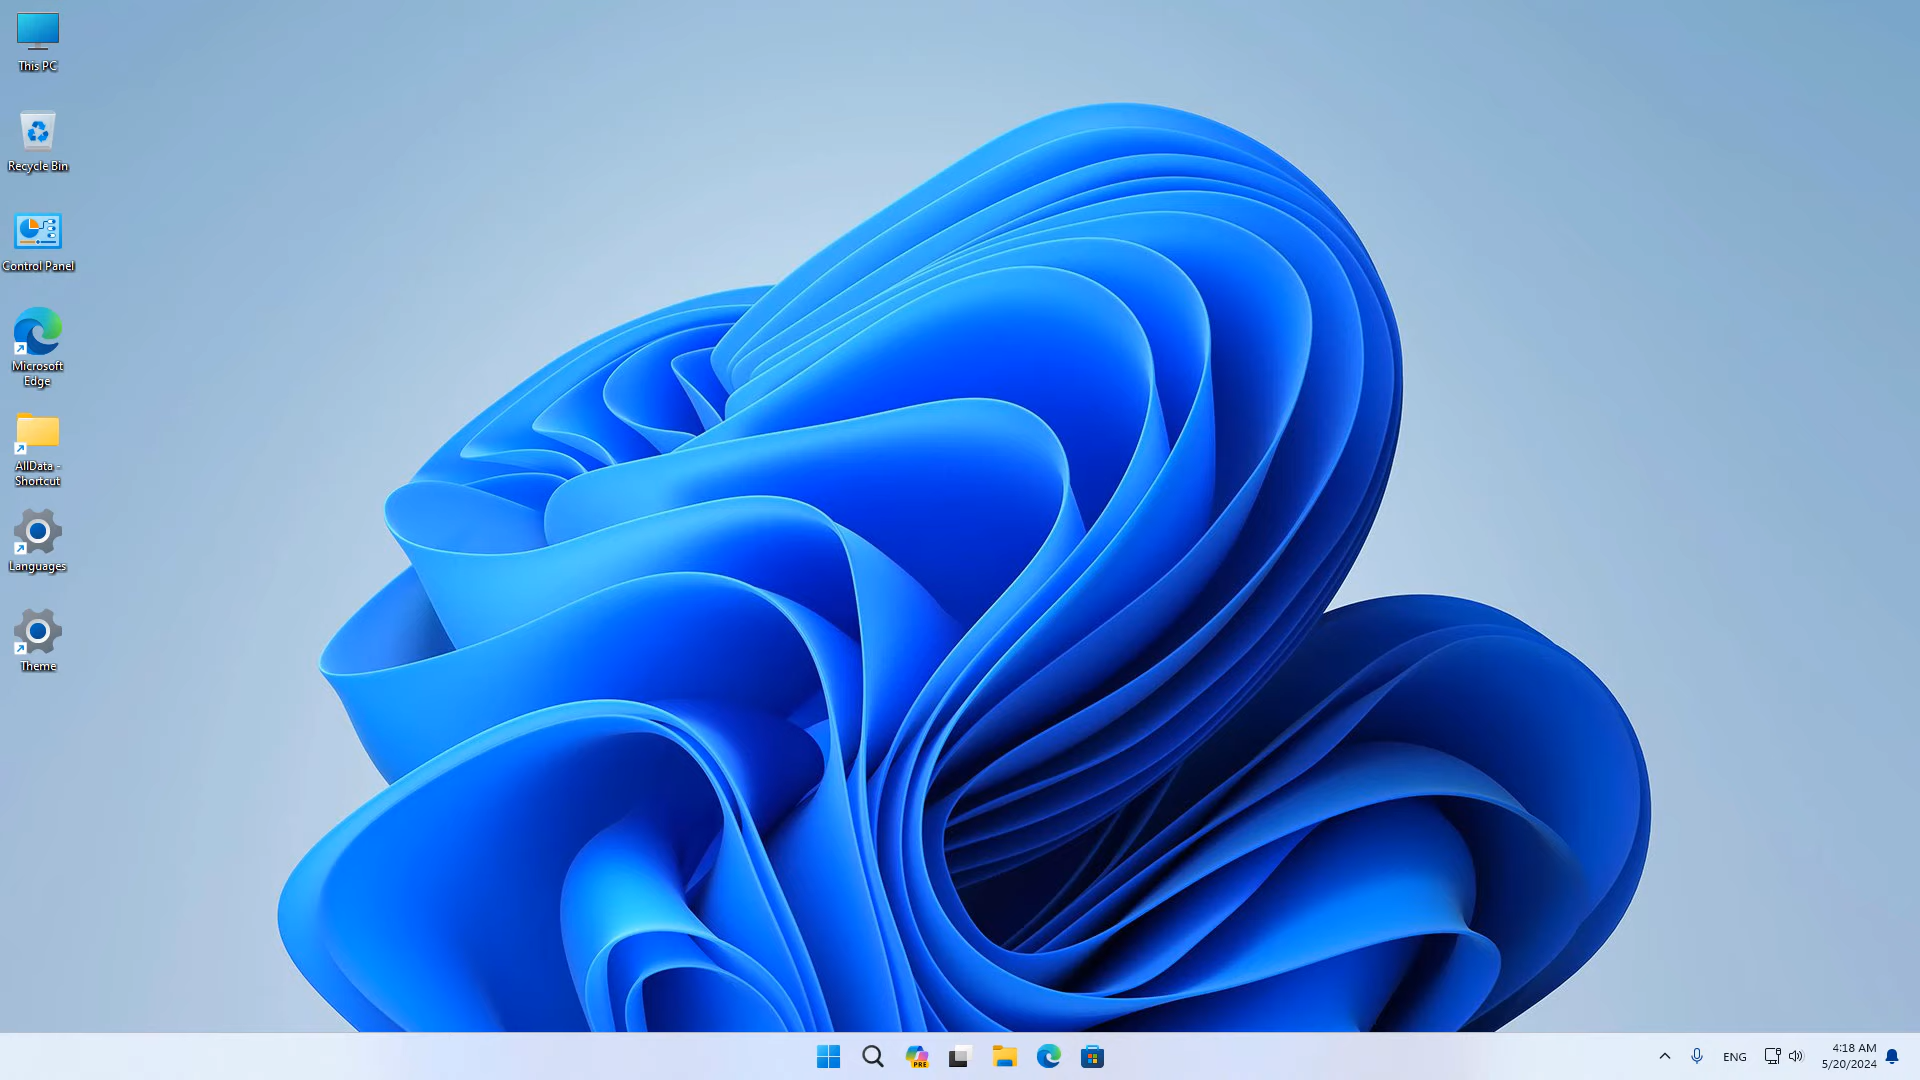 This PC
Recycle Bin
Control Panel
Microsoft
Edge
AllData -
Shortcut
Languages
Theme
PRE
ENG
4:18 AM
5/20/2024